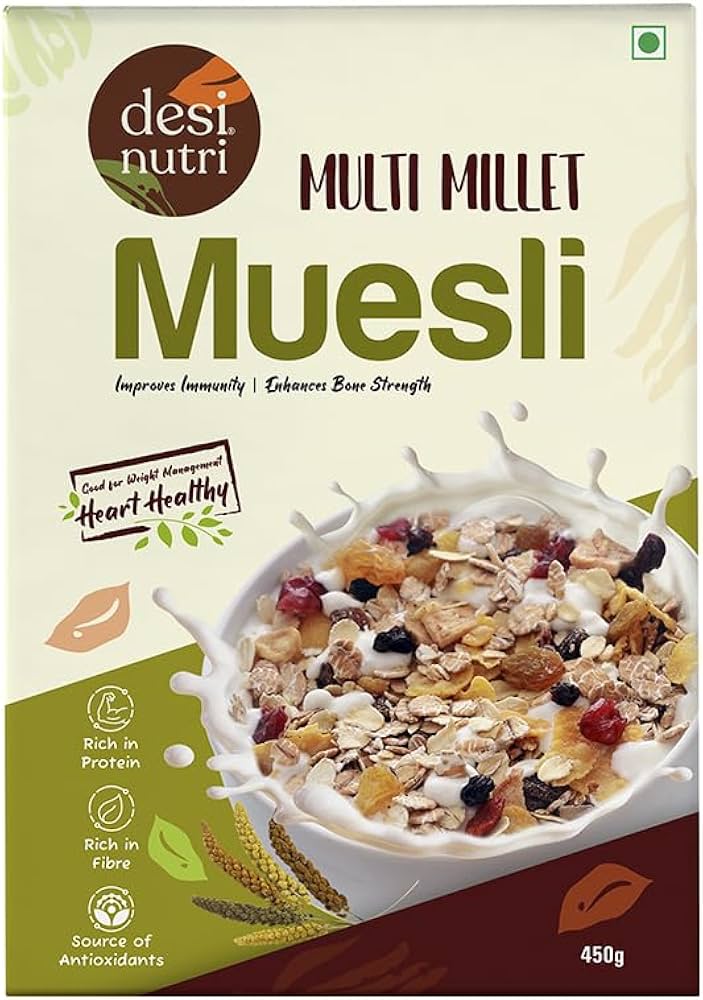 desi®
nutri
MULTI MILLET
Muesli
Improves Immunity | Enhances Bone Strength
Good for Weight Management
Heart Healthy
Rich in
Protein
Rich in
Fibre
Source of
Antioxidants
450g